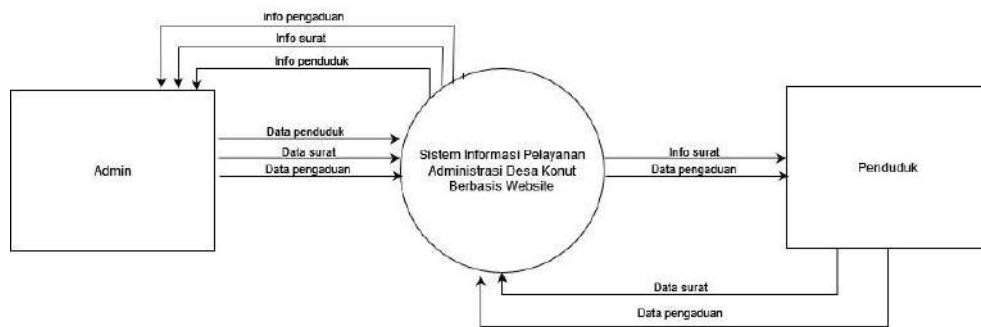 Info pengaduan
Info surat
Info penduduk
Admin
Data penduduk
Data surat
Data pengaduan
Sistem Informasi Pelayanan
Administrasi Desa Konut
Berbasis Website
Info surat
Data pengaduan
Penduduk
Data surat
Data pengaduan